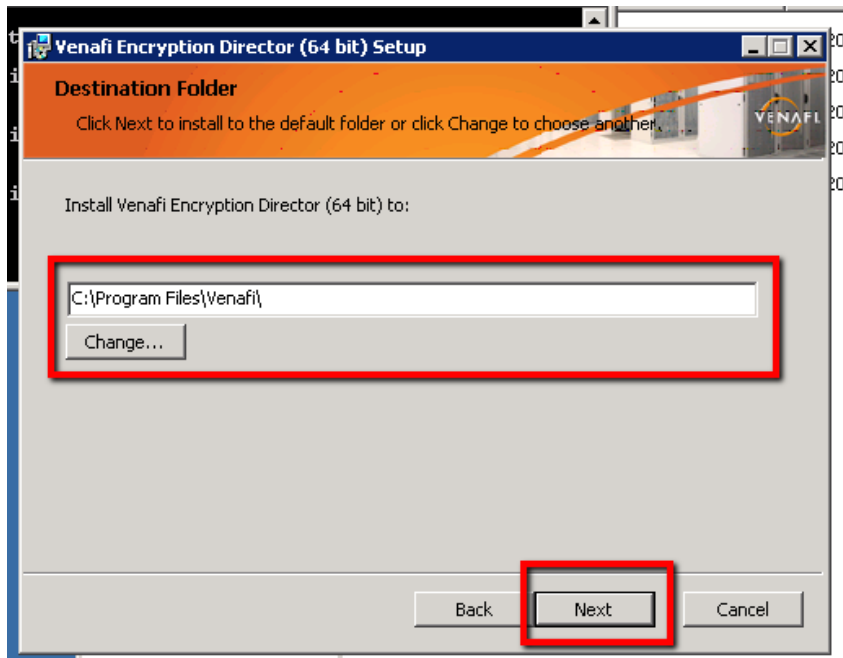 Venafi Encryption Director (64 bit) Setup
Destination Folder
Click Next to install to the default folder or click Change to choose another.
VENAFI
Install Venafi Encryption Director (64 bit) to:
C:\Program Files\Venafi\
Change...
Back
Next
Cancel